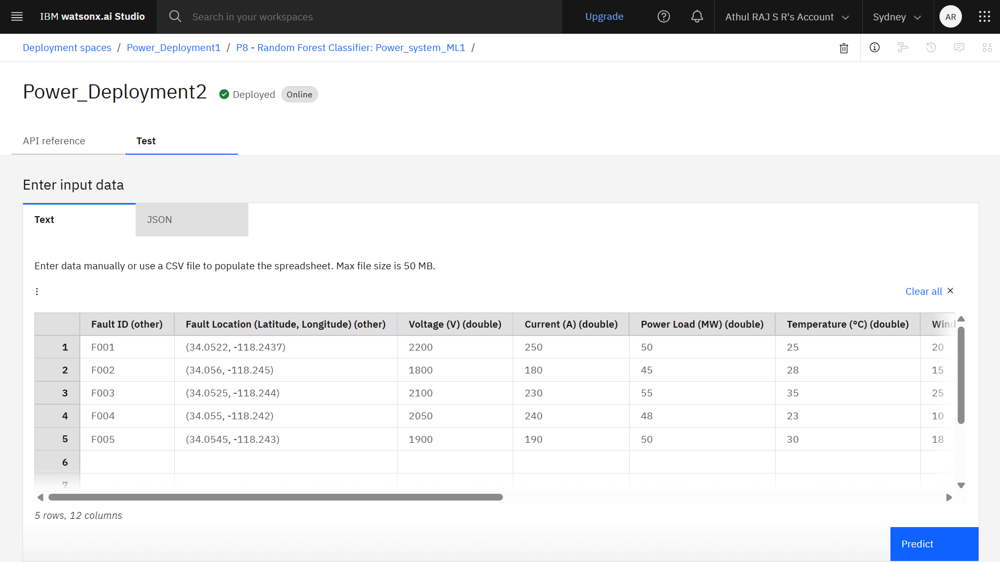 IBM watsonx.ai Studio
Search in your workspaces
Upgrade
Athul RAJ S R's Account
Sydney
AR
Deployment spaces / Power_Deployment1 / P8 - Random Forest Classifier: Power_system_ML1 /
Power_Deployment2
Deployed
Online
API reference
Test
Enter input data
Text
JSON
Enter data manually or use a CSV file to populate the spreadsheet. Max file size is 50 MB.
Clear all
Fault ID (other) Fault Location (Latitude, Longitude) (other) Voltage (V) (double) Current (A) (double) Power Load (MW) (double) Temperature (°C) (double) Wind
1 F001 (34.0522, -118.2437) 2200 250 50 25 20
2 F002 (34.056, -118.245) 1800 180 45 28 15
3 F003 (34.0525, -118.244) 2100 230 55 35 25
4 F004 (34.055, -118.242) 2050 240 48 23 10
5 F005 (34.0545, -118.243) 1900 190 50 30 18
6
7
5 rows, 12 columns
Predict